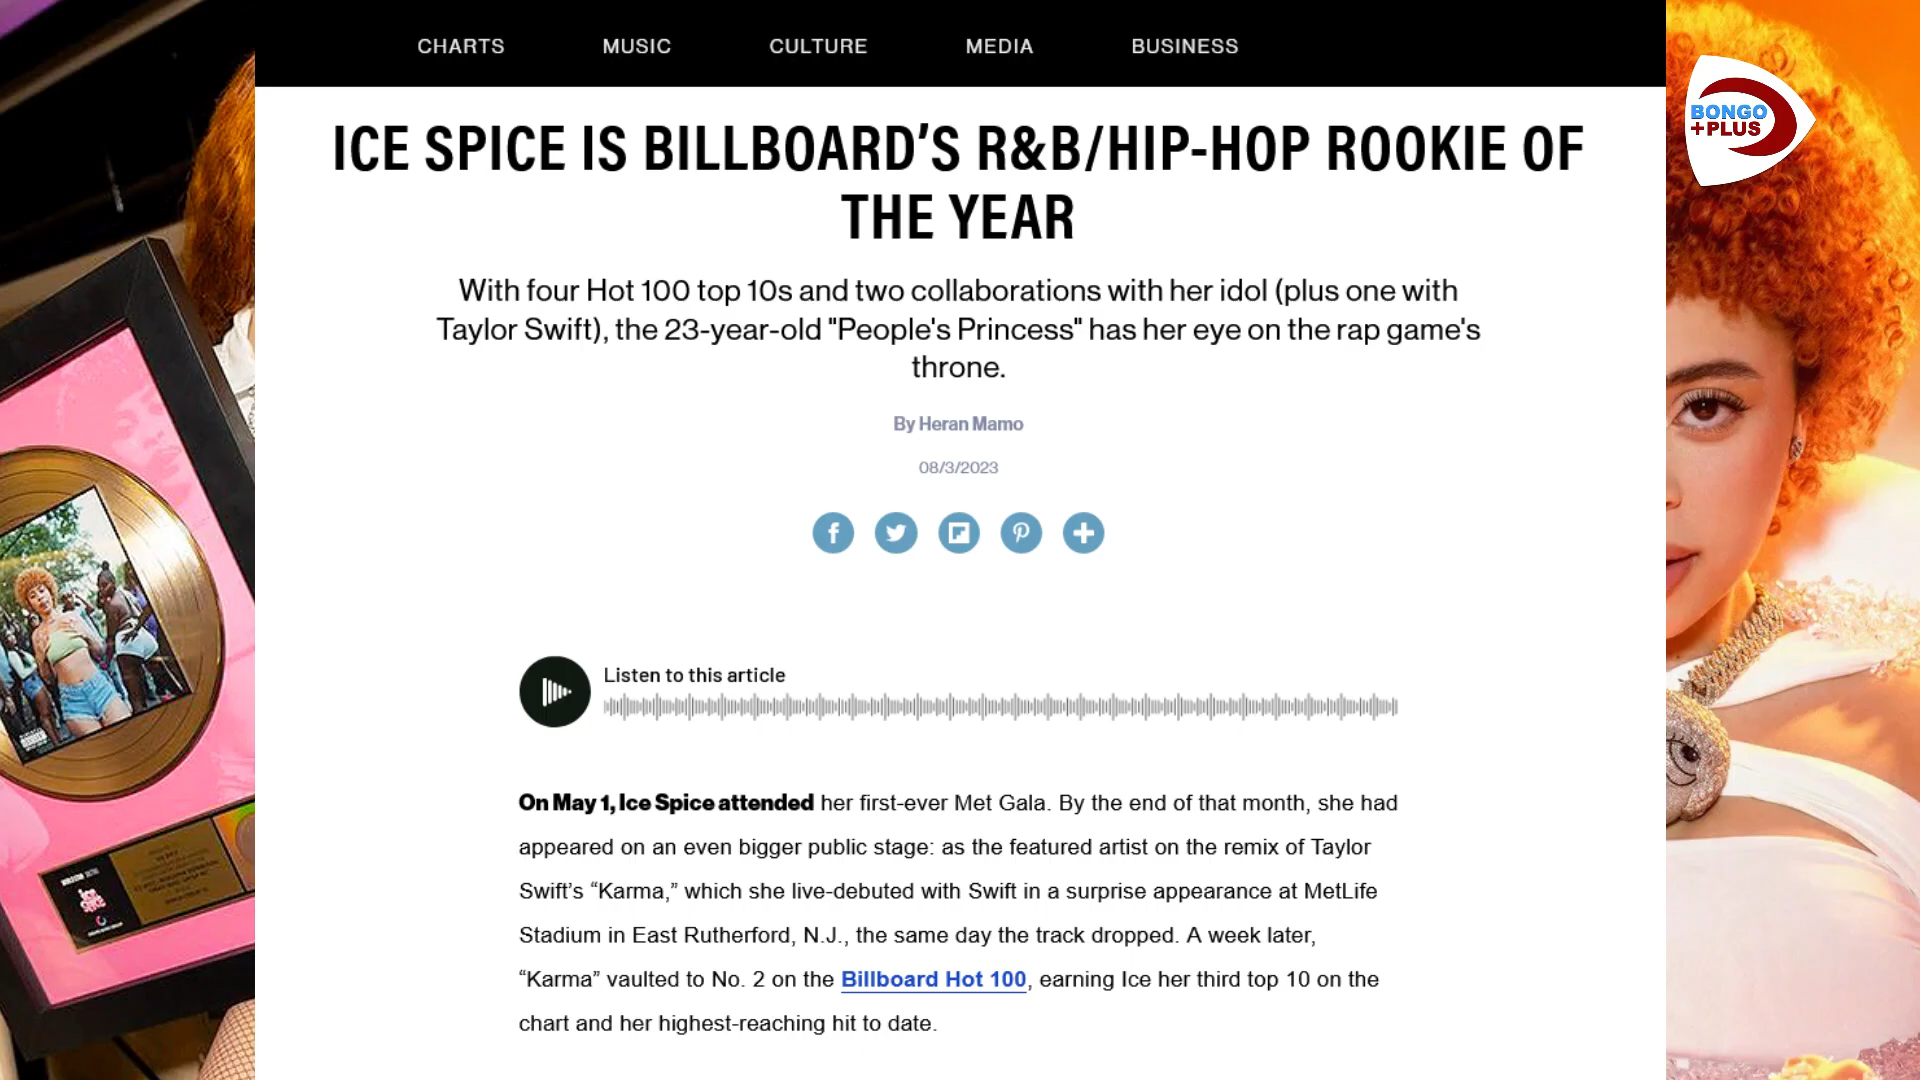 CHARTS MUSIC CULTURE MEDIA BUSINESS
BONGO
+PLUS
ICE SPICE IS BILLBOARD’S R&B/HIP-HOP ROOKIE OF
THE YEAR
With four Hot 100 top 10s and two collaborations with her idol (plus one with
Taylor Swift), the 23-year-old "People's Princess" has her eye on the rap game's
throne.
By Heran Mamo
08/3/2023
Listen to this article
On May 1, Ice Spice attended her first-ever Met Gala. By the end of that month, she had
appeared on an even bigger public stage: as the featured artist on the remix of Taylor
Swift’s “Karma,” which she live-debuted with Swift in a surprise appearance at MetLife
Stadium in East Rutherford, N.J., the same day the track dropped. A week later,
“Karma” vaulted to No. 2 on the Billboard Hot 100, earning Ice her third top 10 on the
chart and her highest-reaching hit to date.